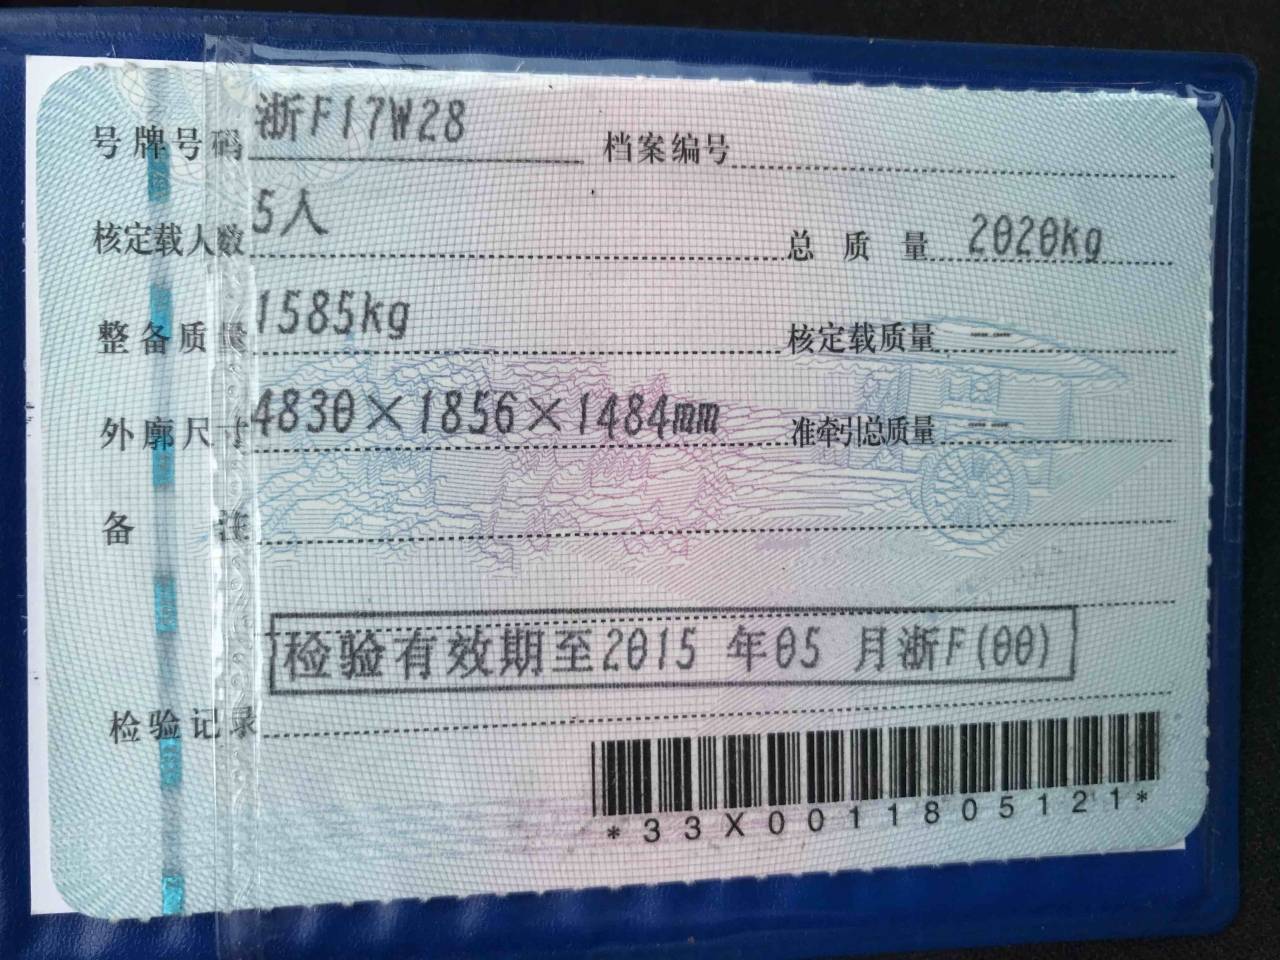 号牌号码 浙F17W28 档案编号
核定载人数 5人 总质量 2020kg
整备质量 1585kg 核定载质量 --
外廓尺寸 4830×1856×1484mm 准牵引总质量 --
备注
检验有效期至2015 年05 月浙F(00)
检验记录
*33X0011805121*